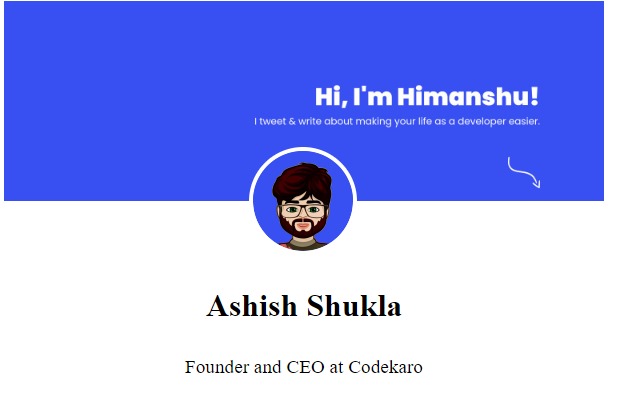 Hi, I'm Himanshu!
I tweet & write about making your life as a developer easier.
Ashish Shukla
Founder and CEO at Codekaro